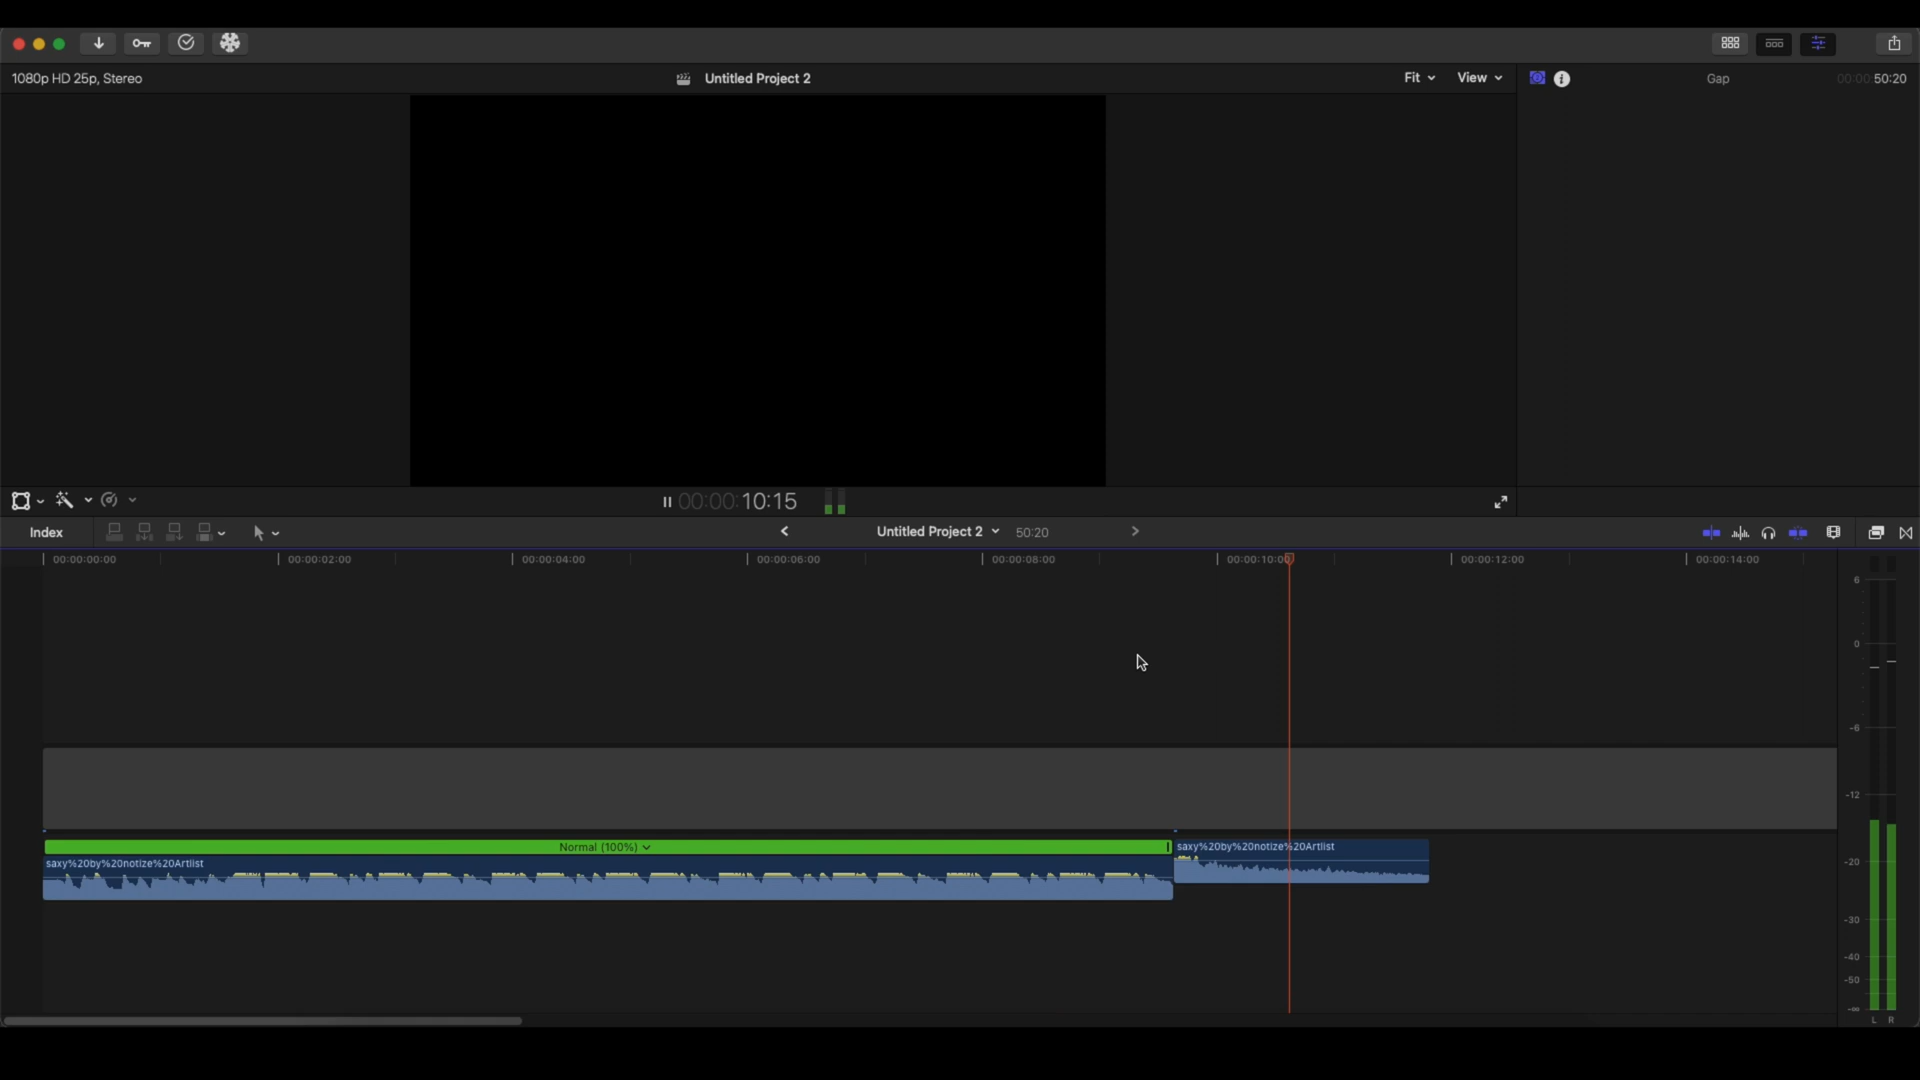 1080p HD 25p, Stereo
Untitled Project 2
Fit
View
Gap
00:00:50:20
00:00:10:15
Index
Untitled Project 2
50:20
00:00:00:00
00:00:02:00
00:00:04:00
00:00:06:00
00:00:08:00
00:00:10:00
00:00:12:00
00:00:14:00
6
0
-6
-12
-20
-30
-40
-50
-∞
L R
Normal (100%)
saxy%20by%20notize%20Artlist
saxy%20by%20notize%20Artlist